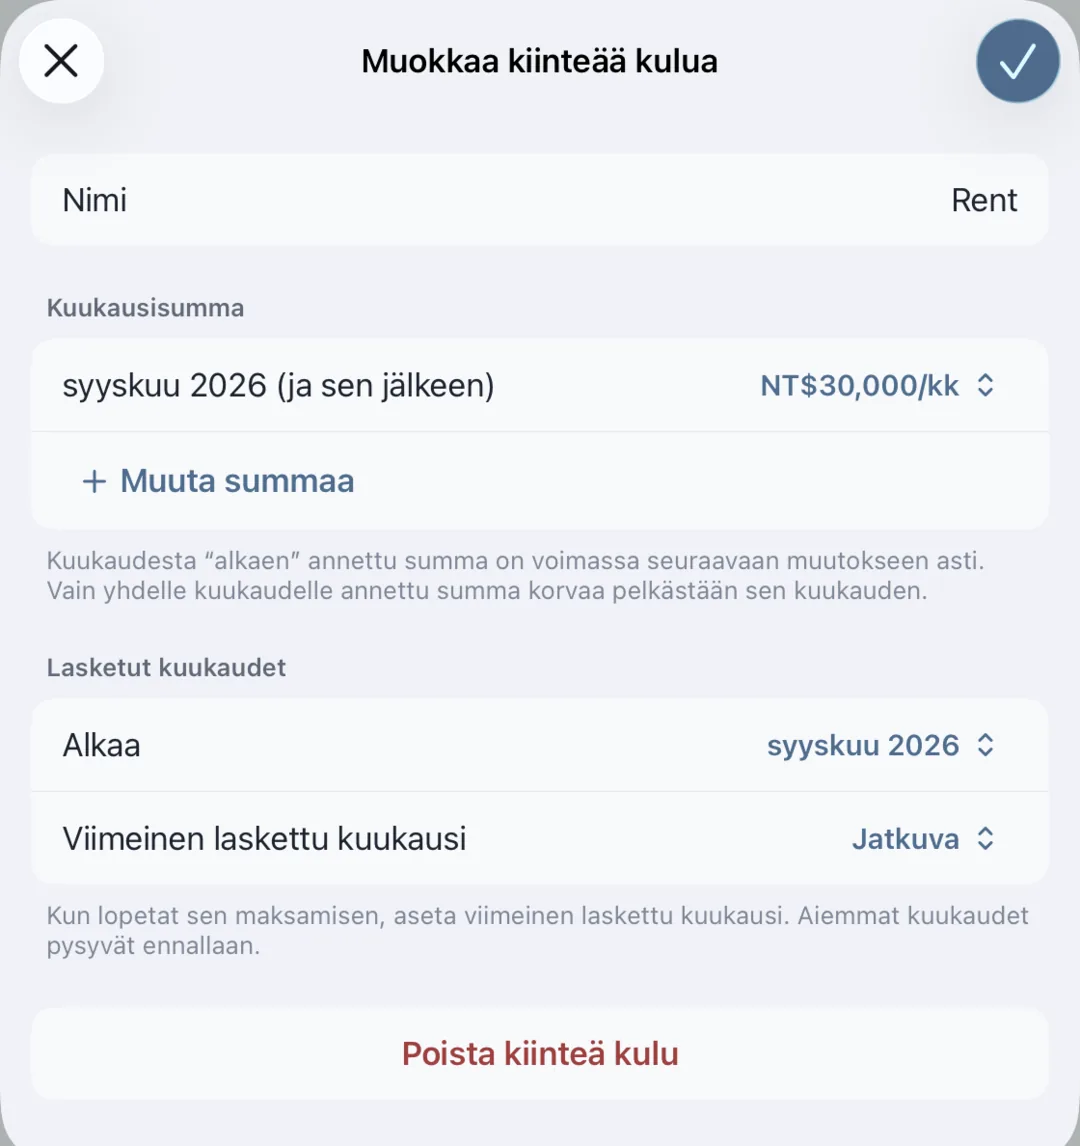 Muokkaa kiinteää kulua
Nimi
Rent
Kuukausisumma
syyskuu 2026 (ja sen jälkeen)
NT$30,000/kk
+ Muuta summaa
Kuukaudesta “alkaen” annettu summa on voimassa seuraavaan muutokseen asti.
Vain yhdelle kuukaudelle annettu summa korvaa pelkästään sen kuukauden.
Lasketut kuukaudet
Alkaa
syyskuu 2026
Viimeinen laskettu kuukausi
Jatkuva
Kun lopetat sen maksamisen, aseta viimeinen laskettu kuukausi. Aiemmat kuukaudet
pysyvät ennallaan.
Poista kiinteä kulu